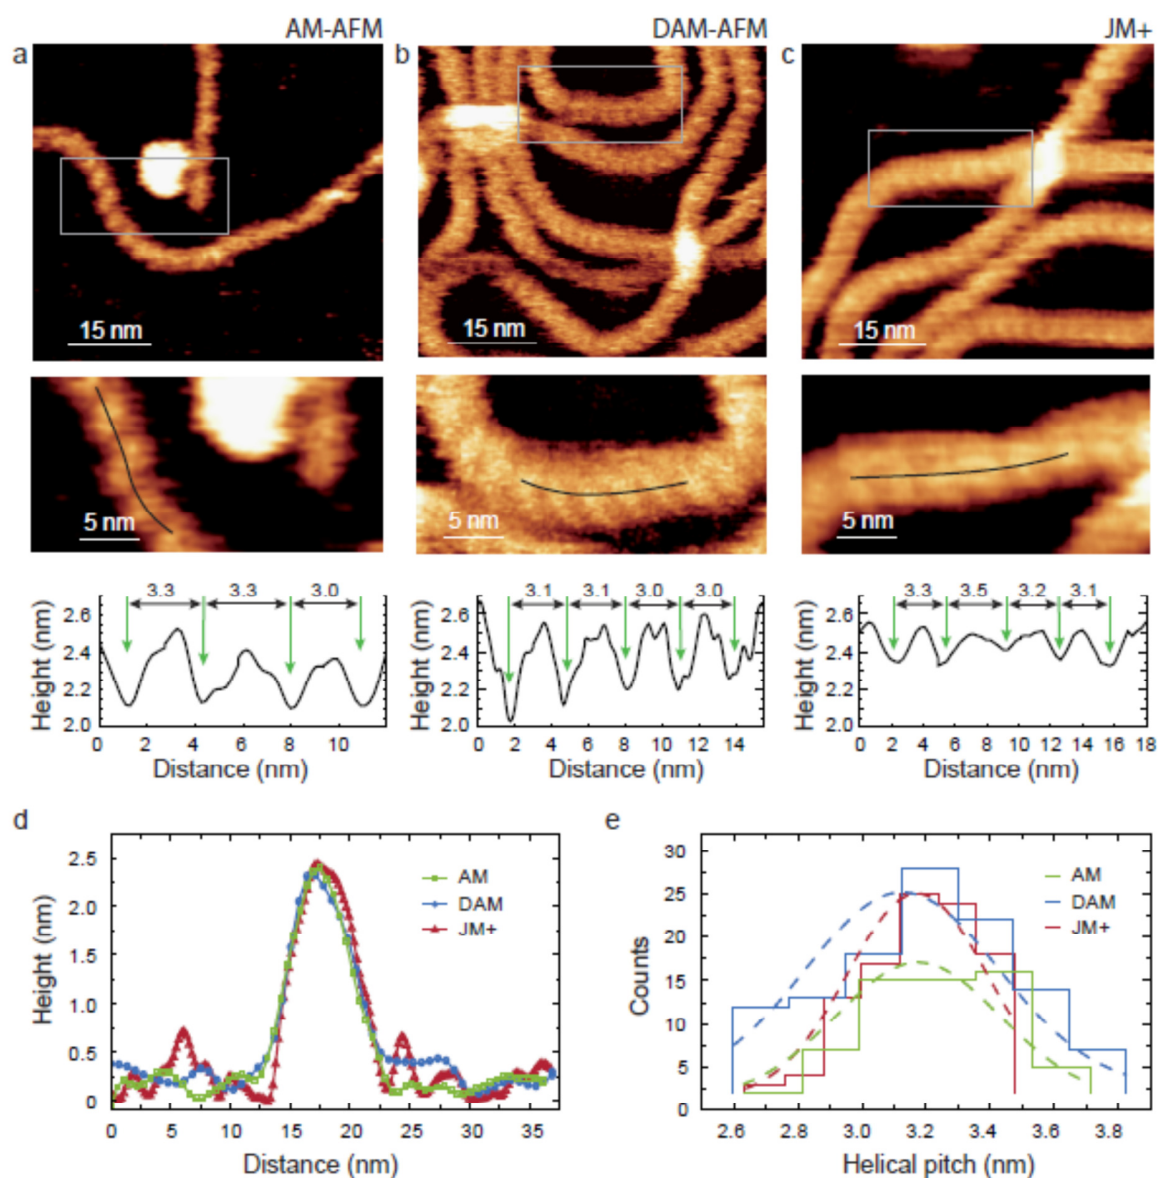 AM-AFM
DAM-AFM
JM+
a
b
c
15 nm
15 nm
15 nm
5 nm
5 nm
5 nm
3.3 3.3 3.0
3.1 3.1 3.0 3.0
3.3 3.5 3.2 3.1
Height (nm)
2.6
2.4
2.2
2.0
0 2 4 6 8 10
Distance (nm)
Height (nm)
2.6
2.4
2.2
2.0
0 2 4 6 8 10 12 14
Distance (nm)
Height (nm)
2.6
2.4
2.2
2.0
0 2 4 6 8 10 12 14 16 18
Distance (nm)
d
Height (nm)
2.5
2.0
1.5
1.0
0.5
0
AM
DAM
JM+
0 5 10 15 20 25 30 35
Distance (nm)
e
Counts
30
25
20
15
10
5
0
AM
DAM
JM+
2.6 2.8 3.0 3.2 3.4 3.6 3.8
Helical pitch (nm)